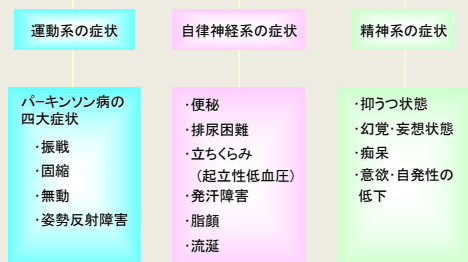 運動系の症状
自律神経系の症状
精神系の症状
パーキンソン病の
四大症状
・振戦
・固縮
・無動
・姿勢反射障害
・便秘
・排尿困難
・立ちくらみ
（起立性低血圧）
・発汗障害
・脂顔
・流涎
・抑うつ状態
・幻覚・妄想状態
・痴呆
・意欲・自発性の
低下